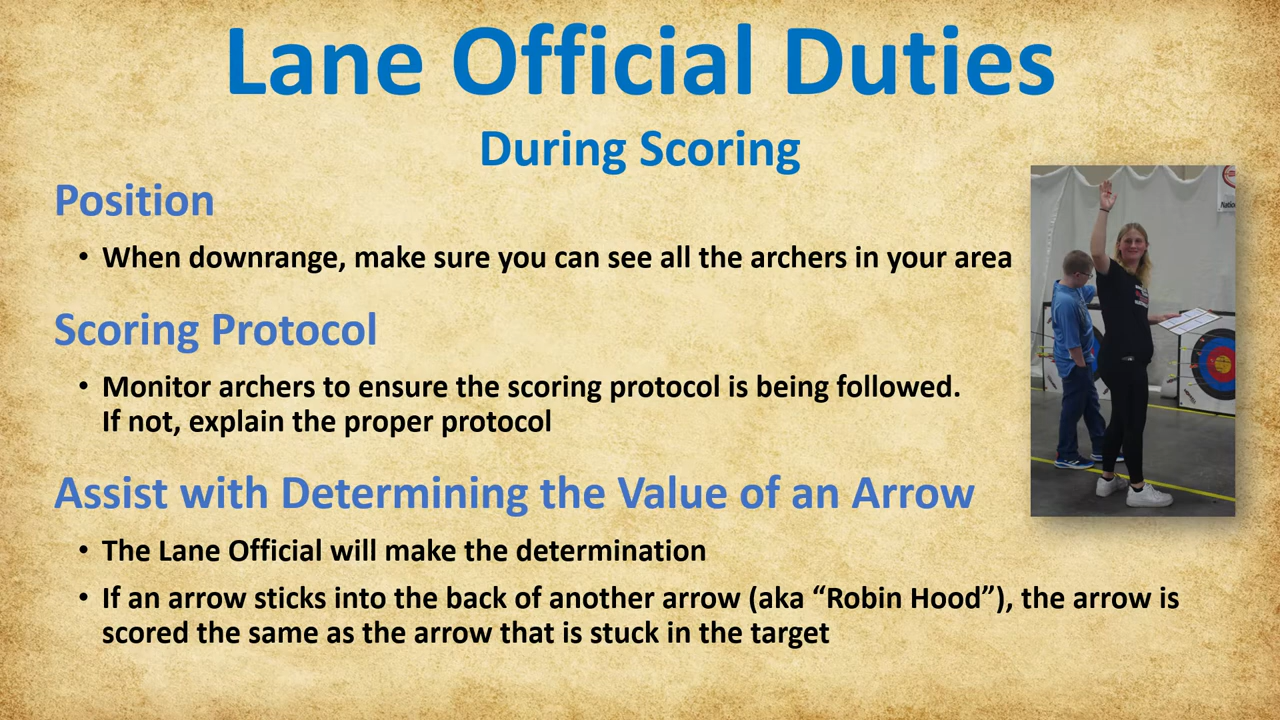 Lane Official Duties
During Scoring
Position
• When downrange, make sure you can see all the archers in your area
Scoring Protocol
• Monitor archers to ensure the scoring protocol is being followed.
If not, explain the proper protocol
Assist with Determining the Value of an Arrow
• The Lane Official will make the determination
• If an arrow sticks into the back of another arrow (aka “Robin Hood”), the arrow is
scored the same as the arrow that is stuck in the target